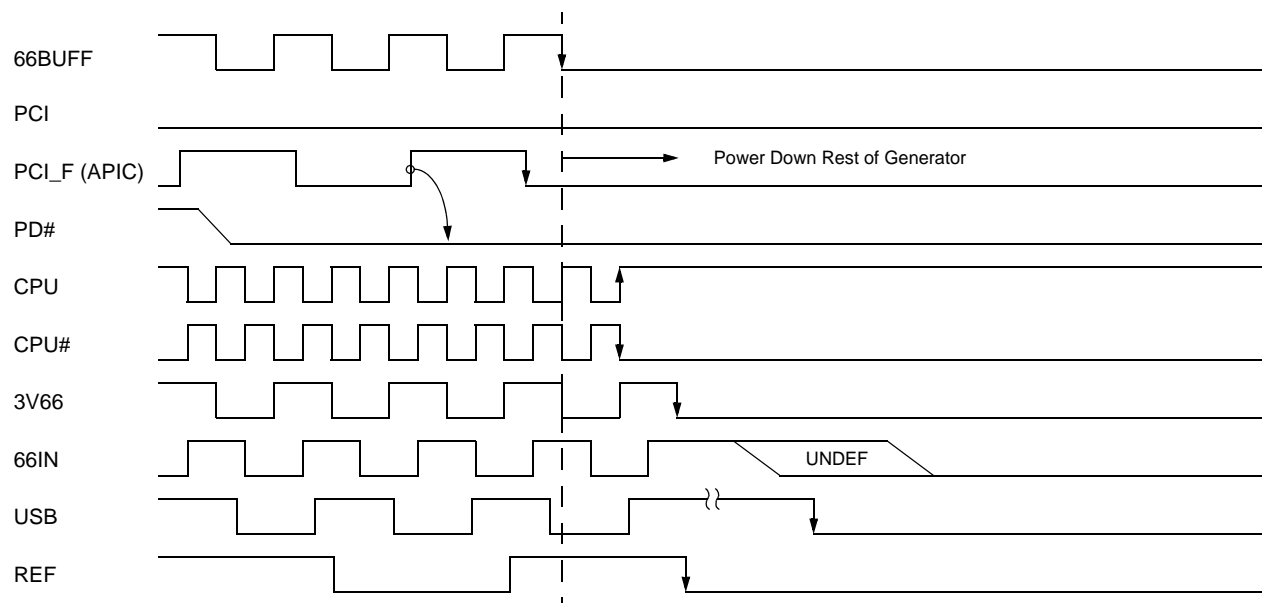 66BUFF
PCI
PCI_F (APIC)
Power Down Rest of Generator
PD#
CPU
CPU#
3V66
66IN
UNDEF
USB
REF